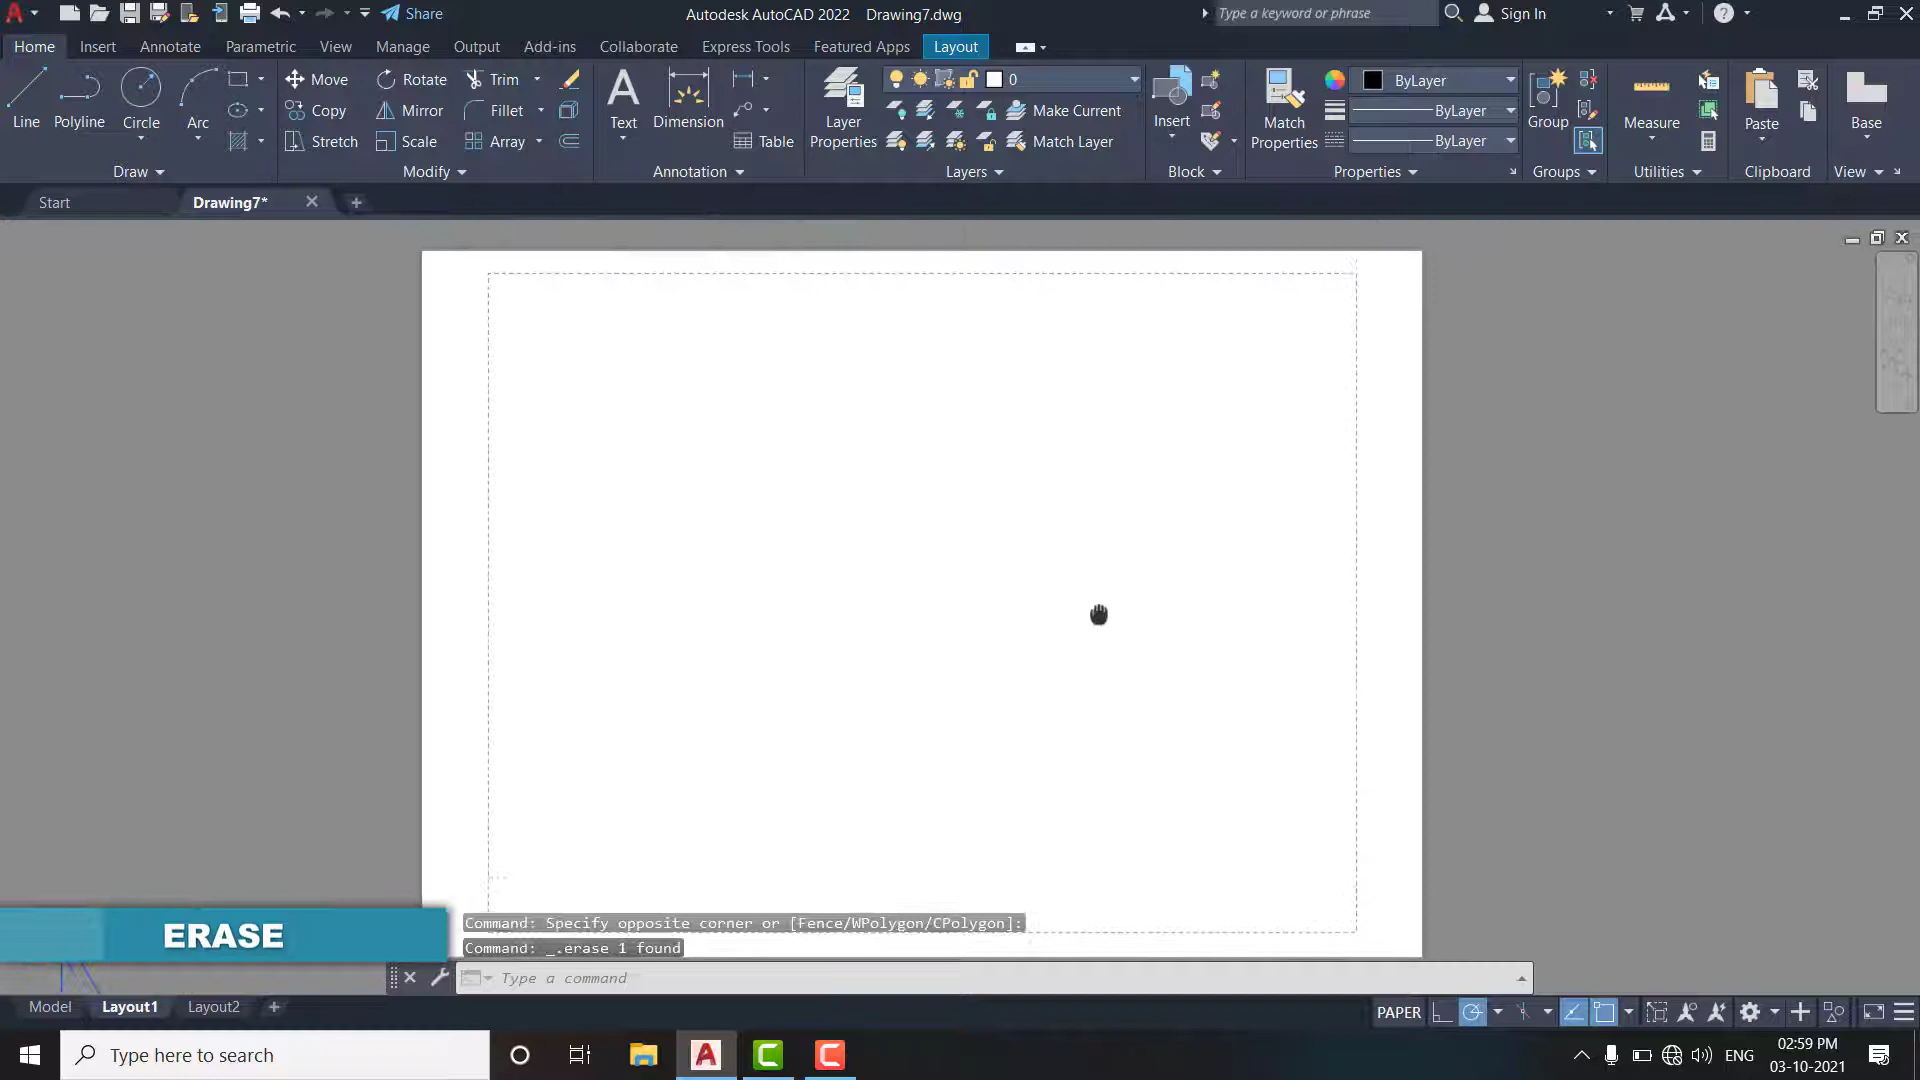 Share
Autodesk AutoCAD 2022 Drawing7.dwg
Type a keyword or phrase
Sign In
Home Insert Annotate Parametric View Manage Output Add-ins Collaborate Express Tools Featured Apps Layout
Line Polyline Circle Arc
Move Rotate Trim
Copy Mirror Fillet
Stretch Scale Array
Text Dimension
Table
Layer Properties
0
Make Current
Match Layer
Insert
Match Properties
ByLayer
ByLayer
ByLayer
Group
Measure
Paste
Base
Draw Modify Annotation Layers Block Properties Groups Utilities Clipboard View
Start Drawing7*
ERASE
Command: Specify opposite corner or [Fence/WPolygon/CPolygon]:
Command: _.erase 1 found
Type a command
Model Layout1 Layout2
PAPER
Type here to search
ENG
02:59 PM
03-10-2021